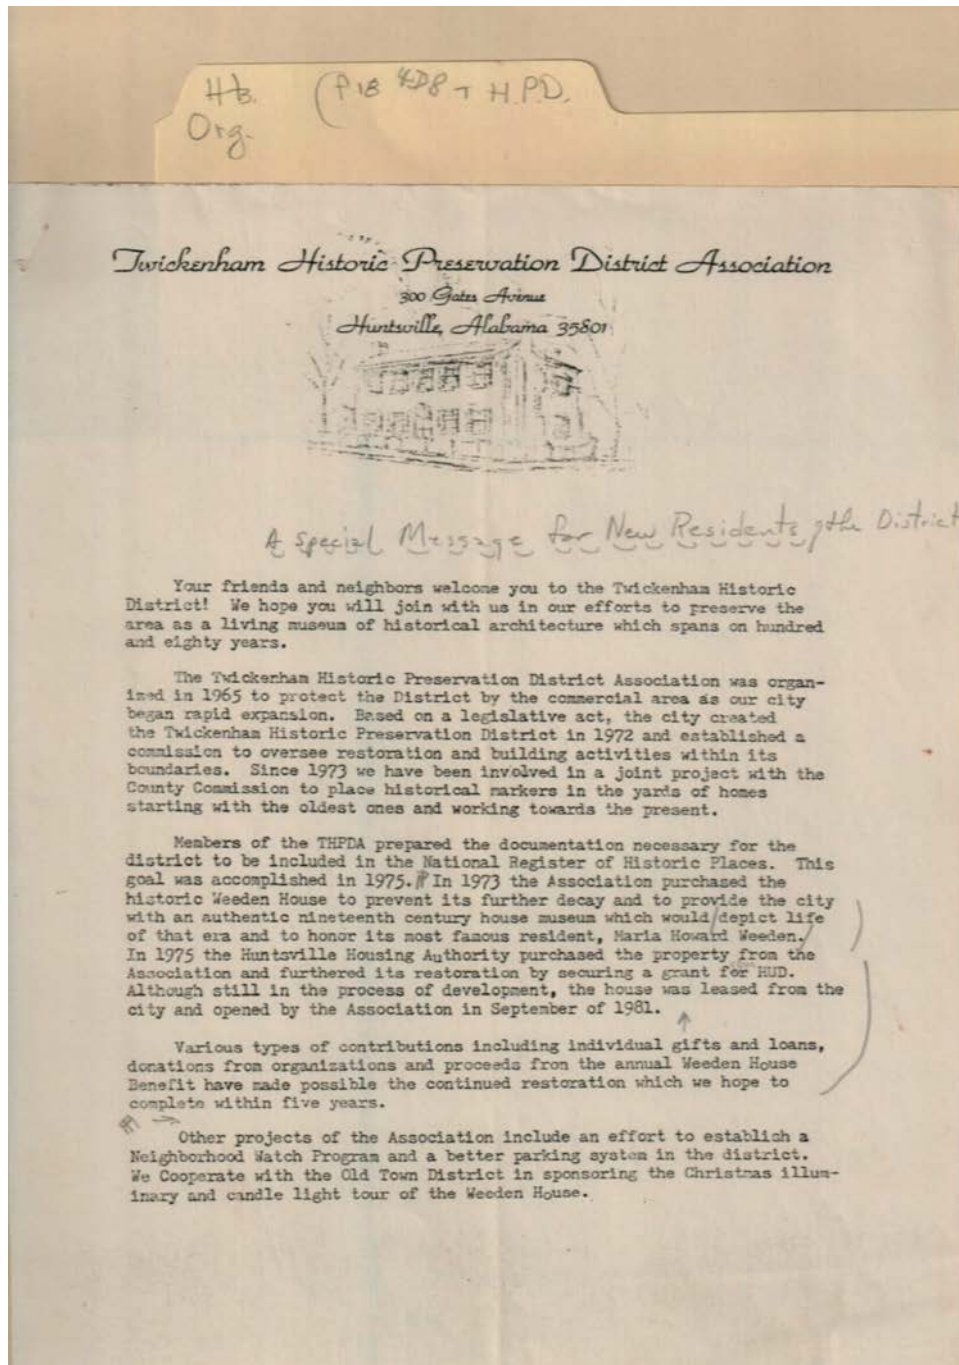 Hb.
Org.
Twickenham Historic Preservation District Association
300 Gates Avenue
Huntsville, Alabama 35801
A Special Message for New Residents of the District
Your friends and neighbors welcome you to the Twickenham Historic
District! We hope you will join with us in our efforts to preserve the
area as a living museum of historical architecture which spans on hundred
and eighty years.
The Twickenham Historic Preservation District Association was organ-
ized in 1965 to protect the District by the commercial area as our city
began rapid expansion. Based on a legislative act, the city created
the Twickenham Historic Preservation District in 1972 and established a
commission to oversee restoration and building activities within its
boundaries. Since 1973 we have been involved in a joint project with the
County Commission to place historical markers in the yards of homes
starting with the oldest ones and working towards the present.
Members of the THPDA prepared the documentation necessary for the
district to be included in the National Register of Historic Places. This
goal was accomplished in 1975. In 1973 the Association purchased the
historic Weeden House to prevent its further decay and to provide the city
with an authentic nineteenth century house museum which would depict life
of that era and to honor its most famous resident, Maria Howard Weeden.
In 1975 the Huntsville Housing Authority purchased the property from the
Association and furthered its restoration by securing a grant for HUD.
Although still in the process of development, the house was leased from the
city and opened by the Association in September of 1981.
Various types of contributions including individual gifts and loans,
donations from organizations and proceeds from the annual Weeden House
Benefit have made possible the continued restoration which we hope to
complete within five years.
Other projects of the Association include an effort to establich a
Neighborhood Watch Program and a better parking system in the district.
We Cooperate with the Old Town District in sponsoring the Christmas illum-
inary and candle light tour of the Weeden House.